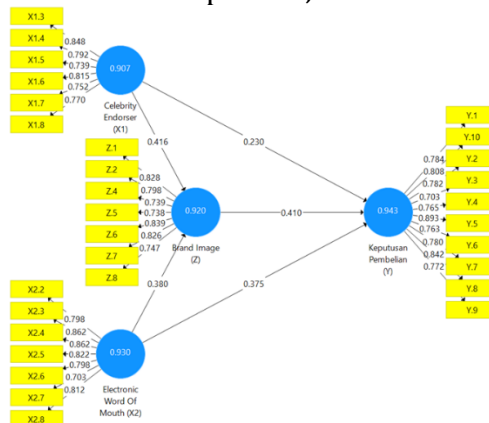 X1.3
X1.4
X1.5
X1.6
X1.7
X1.8
0.848
0.792
0.739
0.815
0.752
0.770
0.907
Celebrity
Endorser
(X1)
0.416
0.230
Z.1
Z.2
Z.4
Z.5
Z.6
Z.7
Z.8
0.828
0.798
0.739
0.738
0.839
0.826
0.747
0.920
Brand Image
(Z)
0.410
0.380
0.375
X2.2
X2.3
X2.4
X2.5
X2.6
X2.7
X2.8
0.798
0.862
0.862
0.822
0.798
0.703
0.812
0.930
Electronic
Word Of
Mouth (X2)
0.943
Keputusan
Pembelian
(Y)
0.784
0.808
0.782
0.703
0.765
0.893
0.763
0.780
0.842
0.772
Y.1
Y.10
Y.2
Y.3
Y.4
Y.5
Y.6
Y.7
Y.8
Y.9